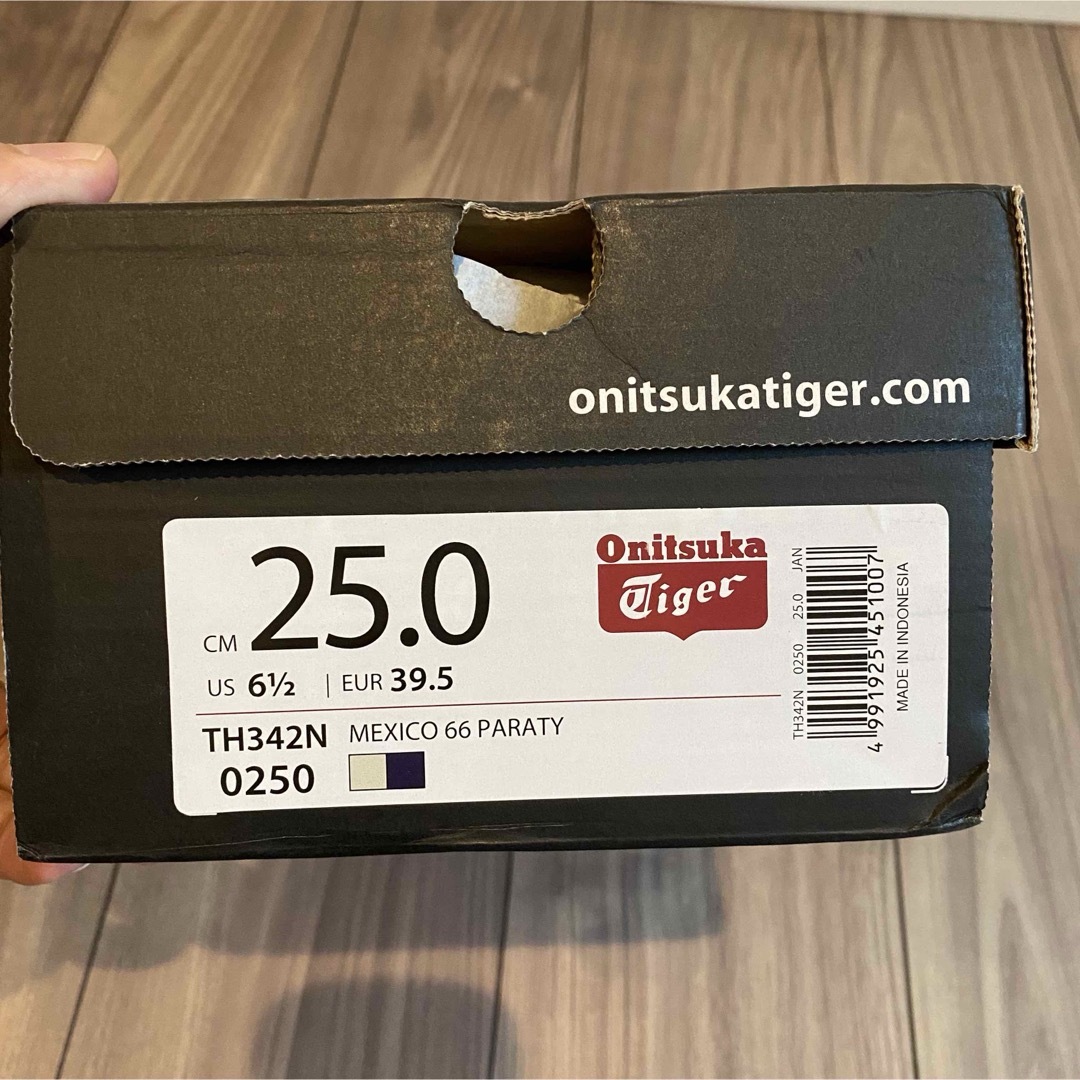 onitsukatiger.com
CM 25.0
US 6½ | EUR 39.5
Onitsuka
Tiger
TH342N MEXICO 66 PARATY
0250
TH342N 0250 25.0 JAN
4 991925 451007
MADE IN INDONESIA